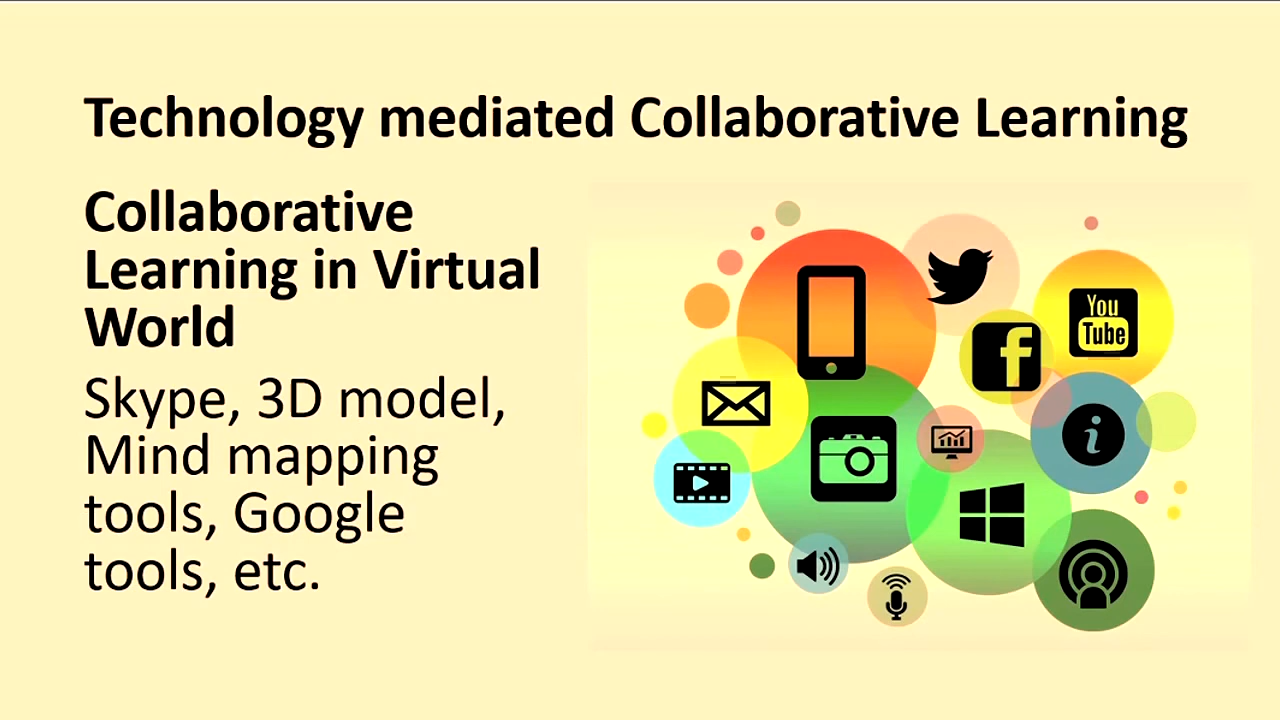 Technology mediated Collaborative Learning
Collaborative
Learning in Virtual
World
Skype, 3D model,
Mind mapping
tools, Google
tools, etc.
You
Tube
f
i